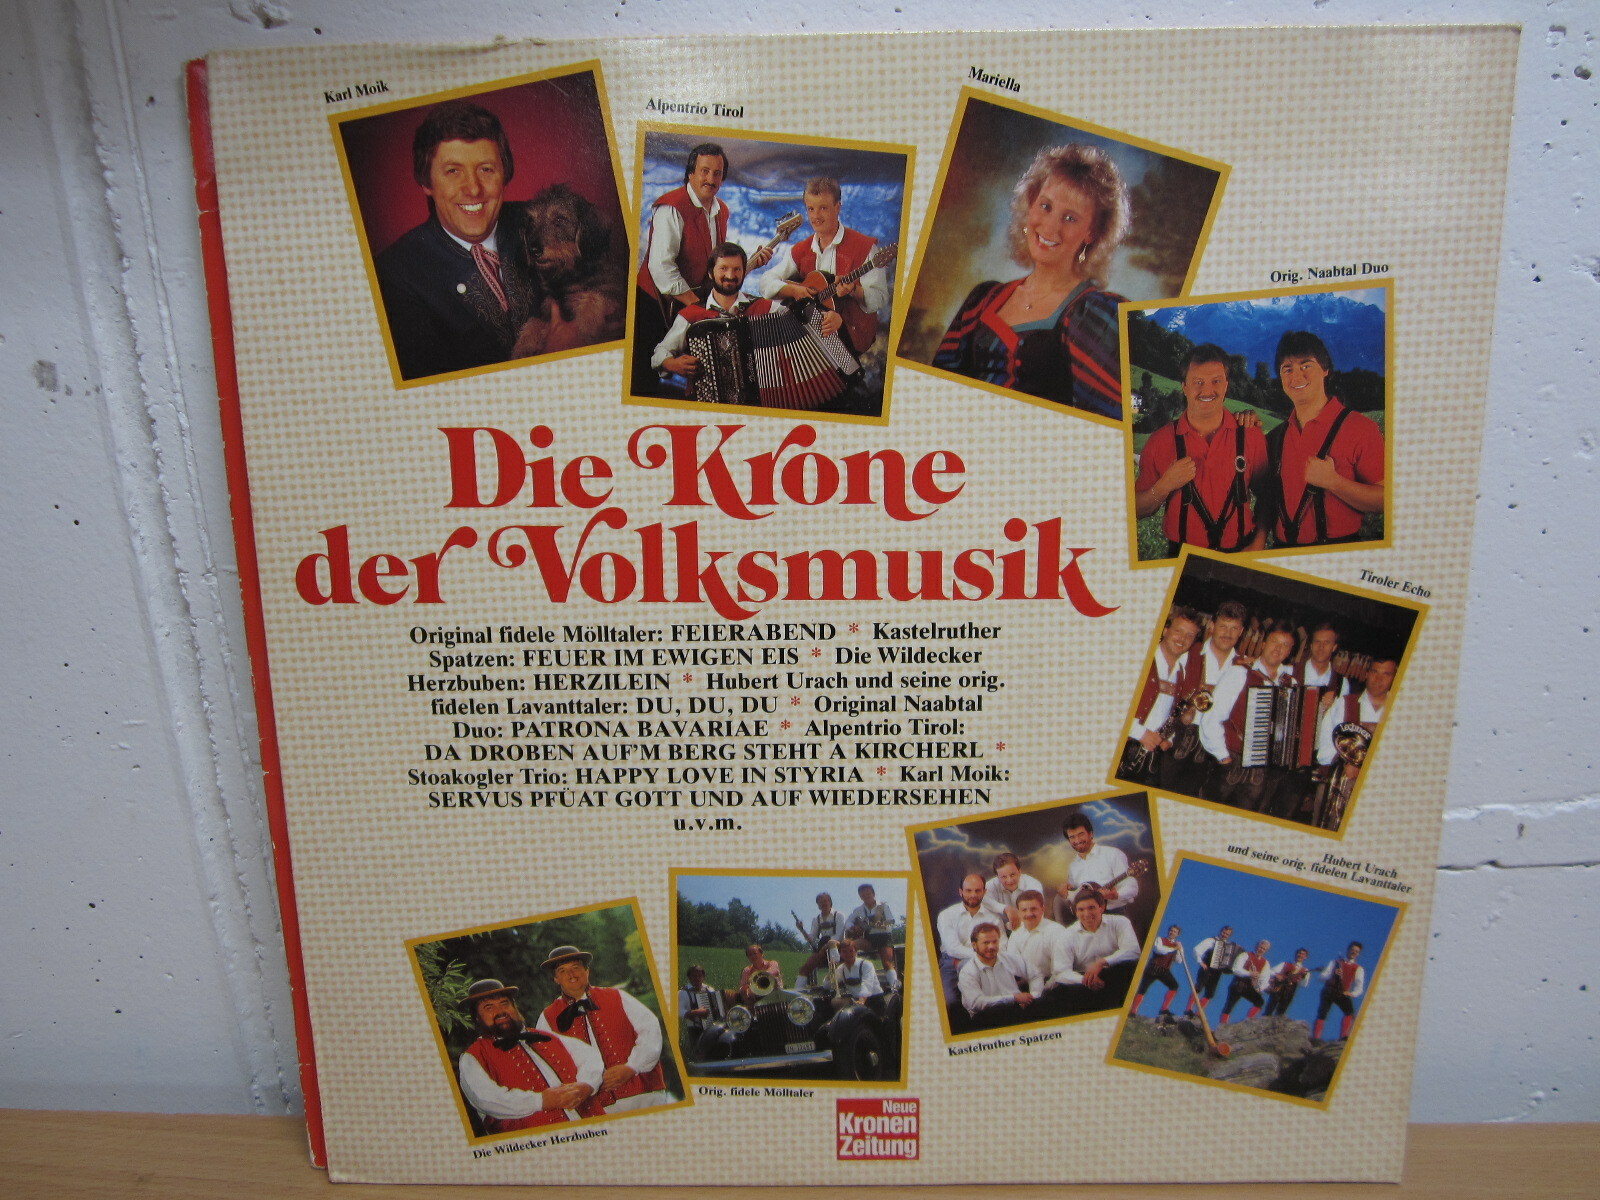 Karl Moik
Alpentrio Tirol
Mariella
Orig. Naabtal Duo
Die Krone
der Volksmusik
Original fidele Mölltaler: FEIERABEND * Kastelruther
Spatzen: FEUER IM EWIGEN EIS * Die Wildecker
Herzbuben: HERZILEIN * Hubert Urach und seine orig.
fidelen Lavanttaler: DU, DU, DU * Original Naabtal
Duo: PATRONA BAVARIAE * Alpentrio Tirol:
DA DROBEN AUF'M BERG STEHT A KIRCHERL *
Stoakogler Trio: HAPPY LOVE IN STYRIA * Karl Moik:
SERVUS PFÜAT GOTT UND AUF WIEDERSEHEN
u.v.m.
Tiroler Echo
Hubert Urach
und seine orig. fidelen Lavanttaler
Kastelruther Spatzen
Orig. fidele Mölltaler
Die Wildecker Herzbuben
Neue
Kronen
Zeitung